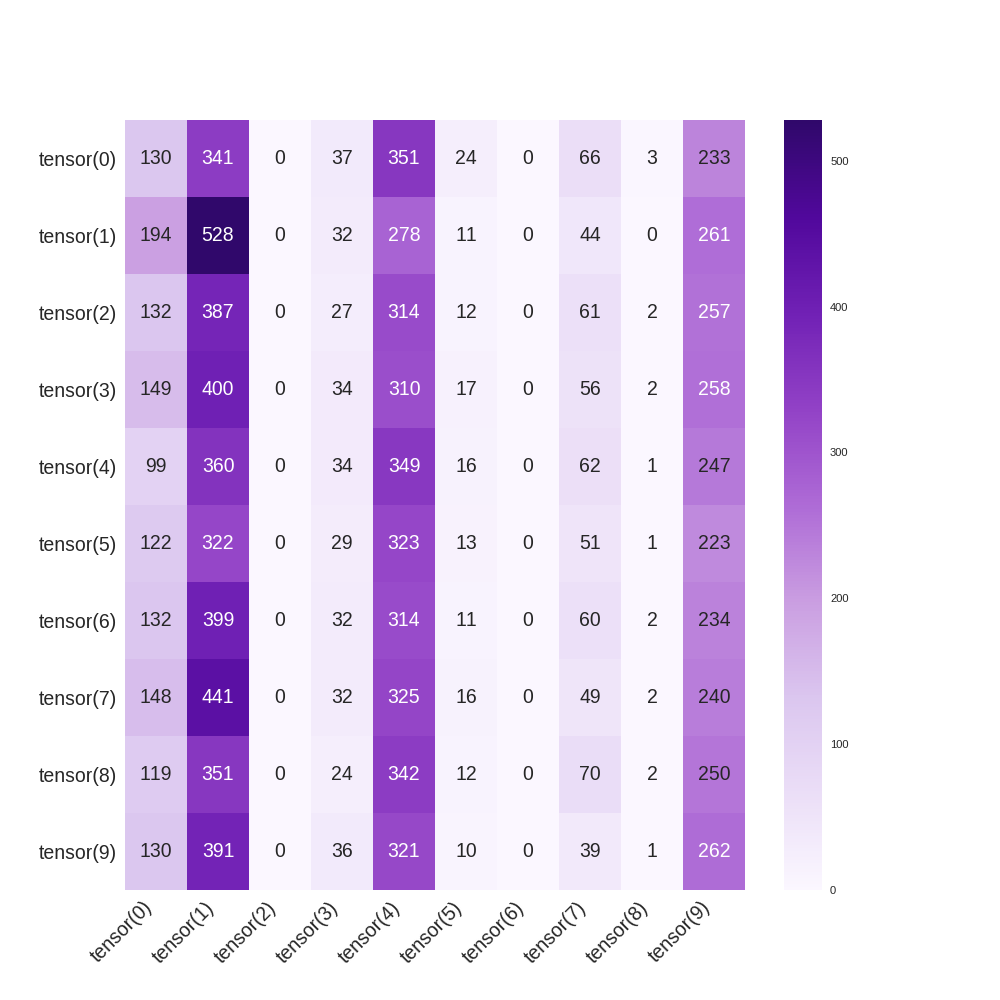 tensor(0) 130 341 0 37 351 24 0 66 3 233
tensor(1) 194 528 0 32 278 11 0 44 0 261
tensor(2) 132 387 0 27 314 12 0 61 2 257
tensor(3) 149 400 0 34 310 17 0 56 2 258
tensor(4) 99 360 0 34 349 16 0 62 1 247
tensor(5) 122 322 0 29 323 13 0 51 1 223
tensor(6) 132 399 0 32 314 11 0 60 2 234
tensor(7) 148 441 0 32 325 16 0 49 2 240
tensor(8) 119 351 0 24 342 12 0 70 2 250
tensor(9) 130 391 0 36 321 10 0 39 1 262
tensor(0) tensor(1) tensor(2) tensor(3) tensor(4) tensor(5) tensor(6) tensor(7) tensor(8) tensor(9)
500
400
300
200
100
0